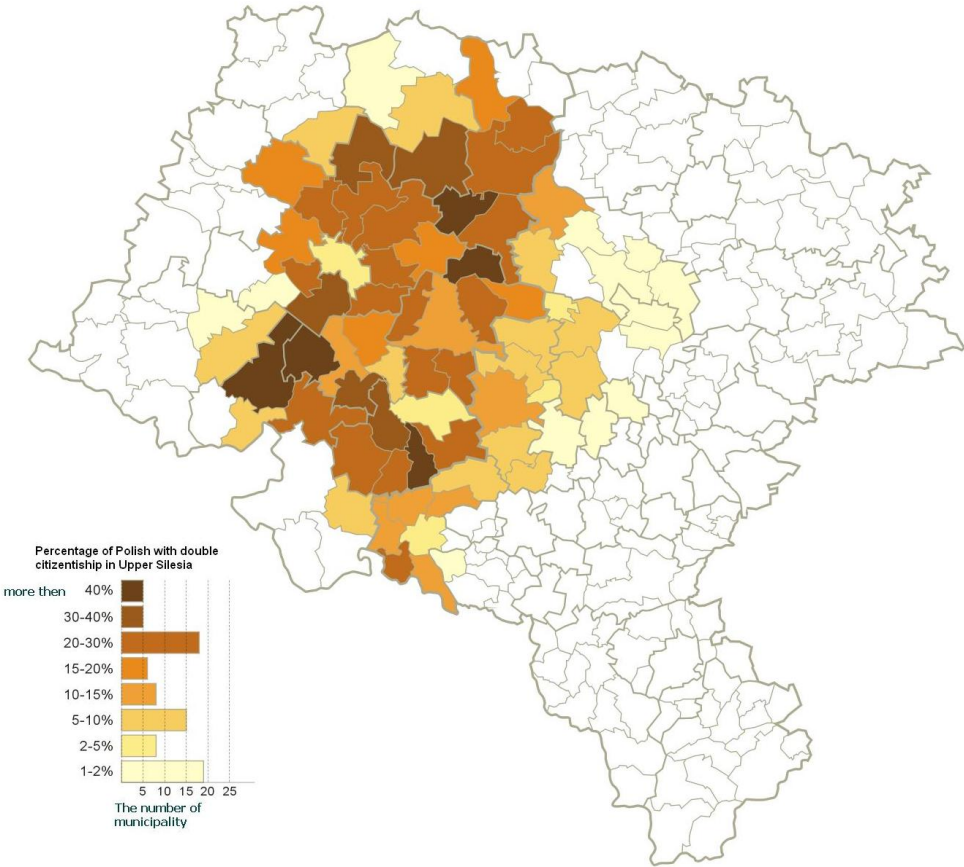 Percentage of Polish with double
citizentiship in Upper Silesia
more then 40%
30-40%
20-30%
15-20%
10-15%
5-10%
2-5%
1-2%
5 10 15 20 25
The number of
municipality